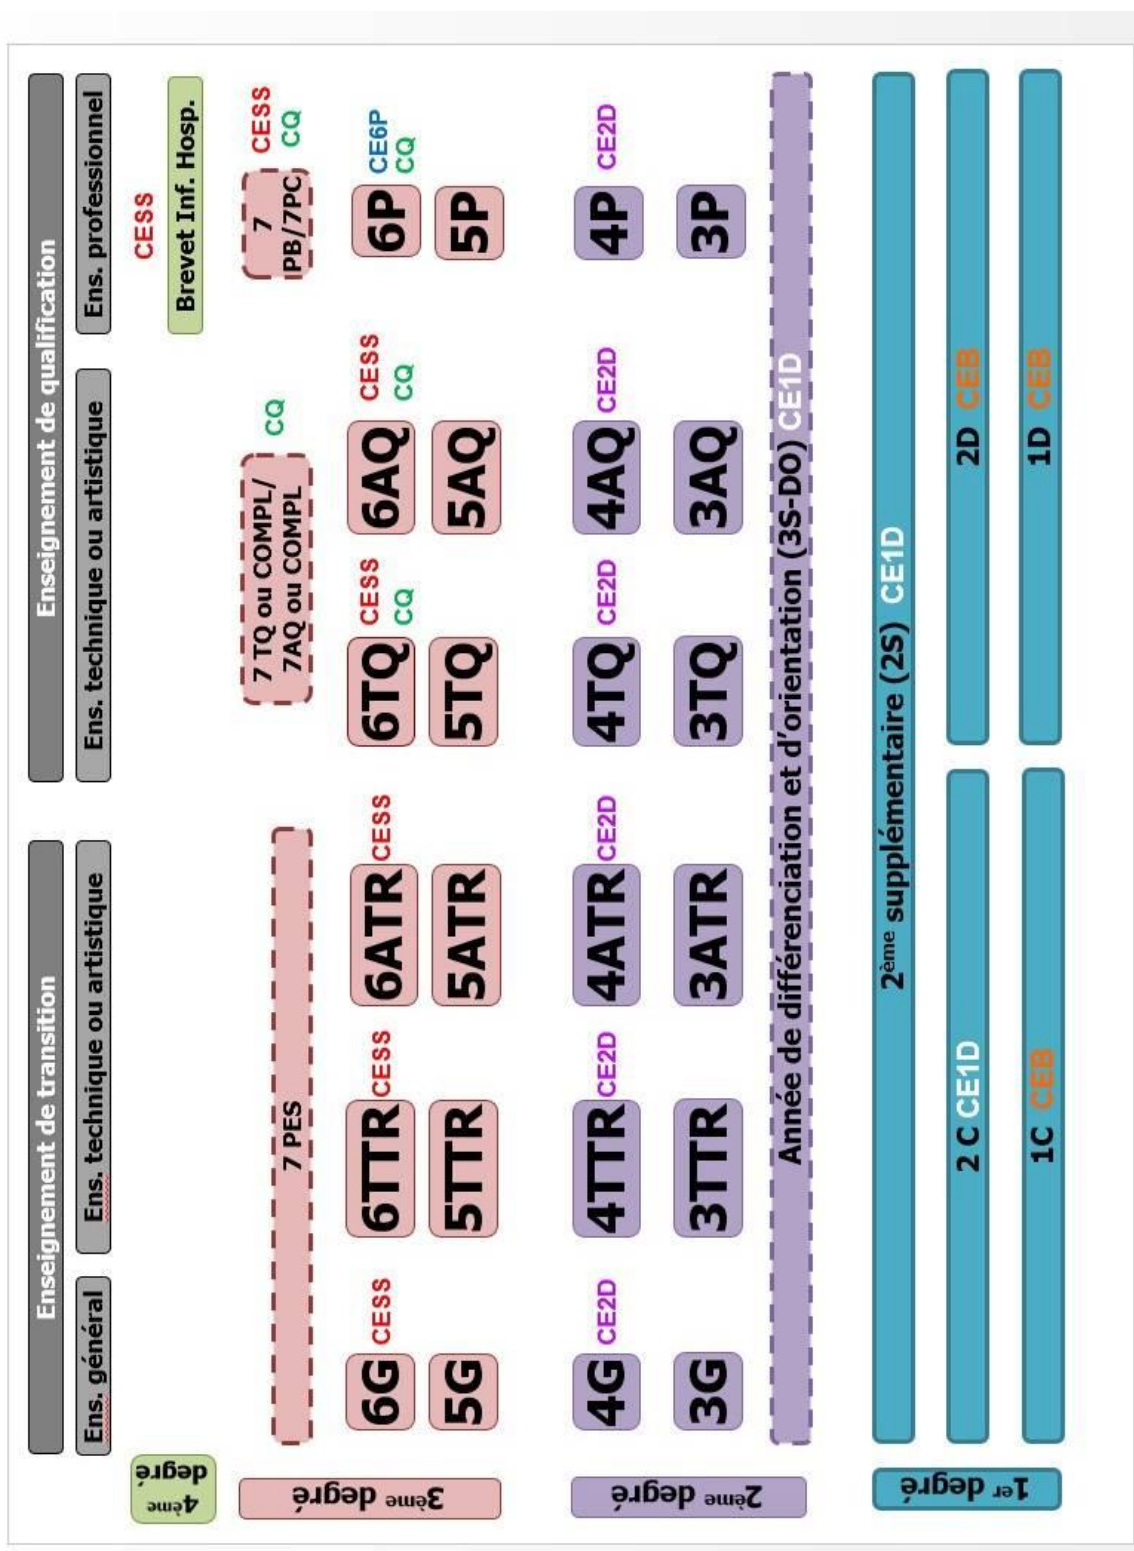 Enseignement de transition
Enseignement de qualification
Ens. général
Ens. technique ou artistique
Ens. technique ou artistique
Ens. professionnel
4ème
degré
CESS
Brevet Inf. Hosp.
3ème degré
7 PES
7 TQ ou COMPL/
7AQ ou COMPL
CQ
7
PB/7PC
CESS
CQ
6G CESS
6TTR CESS
6ATR CESS
6TQ CESS
CQ
6AQ CESS
CQ
6P CE6P
CQ
5G
5TTR
5ATR
5TQ
5AQ
5P
2ème degré
4G CE2D
4TTR CE2D
4ATR CE2D
4TQ CE2D
4AQ CE2D
4P CE2D
3G
3TTR
3ATR
3TQ
3AQ
3P
Année de différenciation et d’orientation (3S-DO) CE1D
1er degré
2ème supplémentaire (2S) CE1D
2 C CE1D
2D CEB
1C CEB
1D CEB